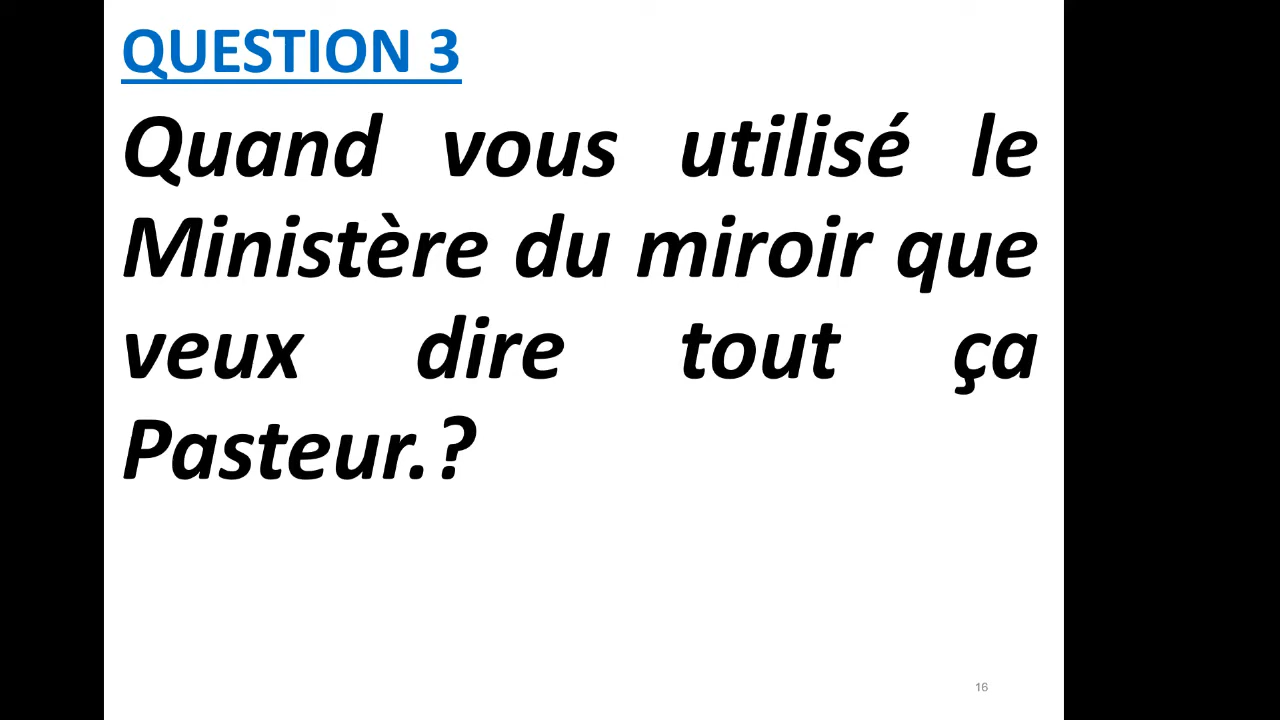 QUESTION 3
Quand vous utilisé le
Ministère du miroir que
veux dire tout ça
Pasteur.?
16